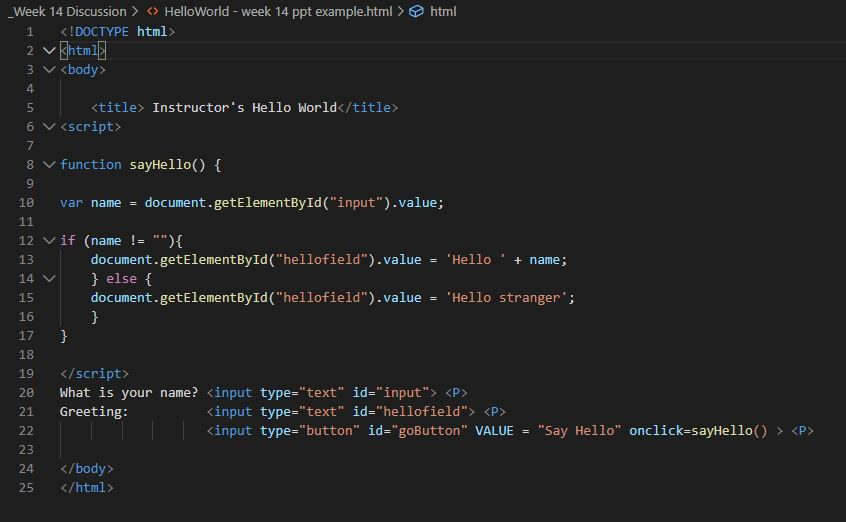 _Week 14 Discussion > <> HelloWorld - week 14 ppt example.html > html
1 <!DOCTYPE html>
2 <html>
3 <body>
4
5     <title> Instructor's Hello World</title>
6 <script>
7
8 function sayHello() {
9
10 var name = document.getElementById("input").value;
11
12 if (name != ""){
13     document.getElementById("hellofield").value = 'Hello ' + name;
14     } else {
15     document.getElementById("hellofield").value = 'Hello stranger';
16     }
17 }
18
19 </script>
20 What is your name? <input type="text" id="input"> <P>
21 Greeting:          <input type="text" id="hellofield"> <P>
22                    <input type="button" id="goButton" VALUE = "Say Hello" onclick=sayHello() > <P>
23
24 </body>
25 </html>